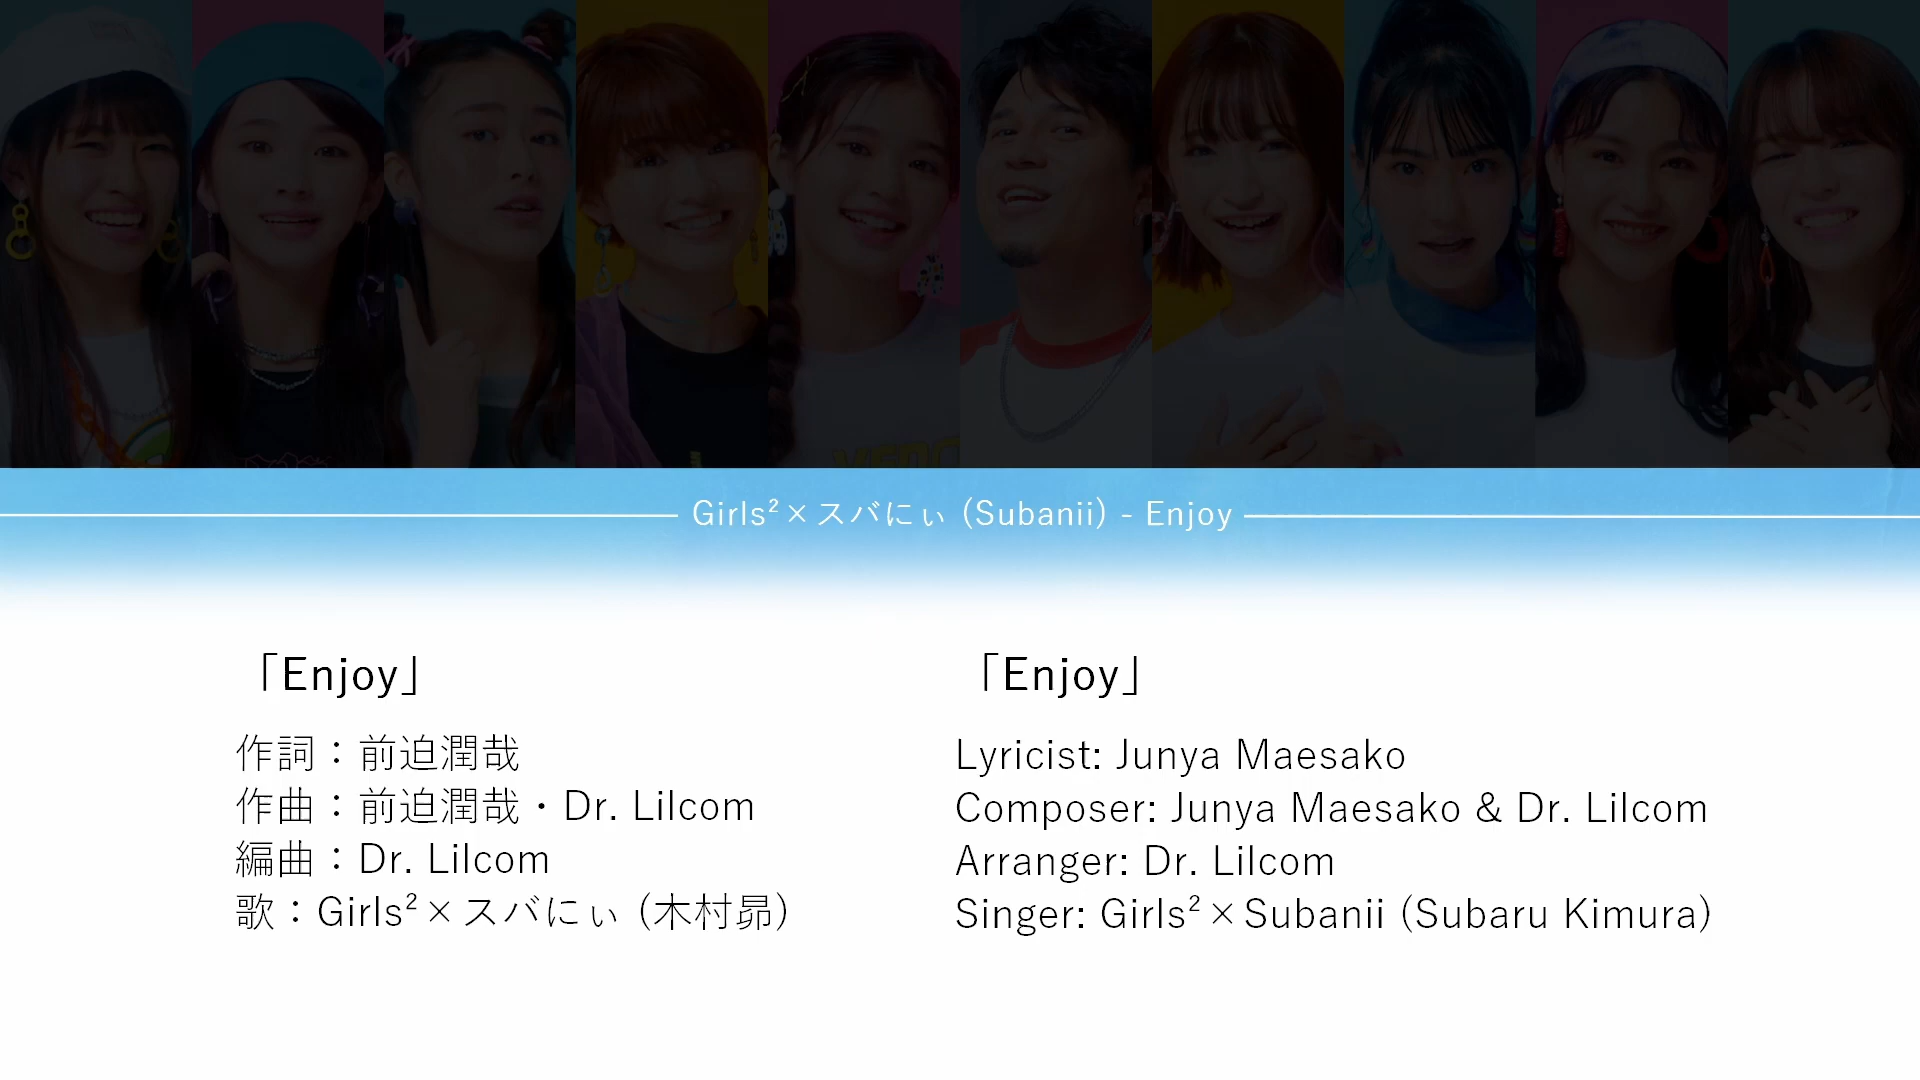 Girls²×スバにぃ (Subanii) - Enjoy
「Enjoy」
作詞：前迫潤哉
作曲：前迫潤哉・Dr. Lilcom
編曲：Dr. Lilcom
歌：Girls²×スバにぃ (木村昴)
「Enjoy」
Lyricist: Junya Maesako
Composer: Junya Maesako & Dr. Lilcom
Arranger: Dr. Lilcom
Singer: Girls²×Subanii (Subaru Kimura)